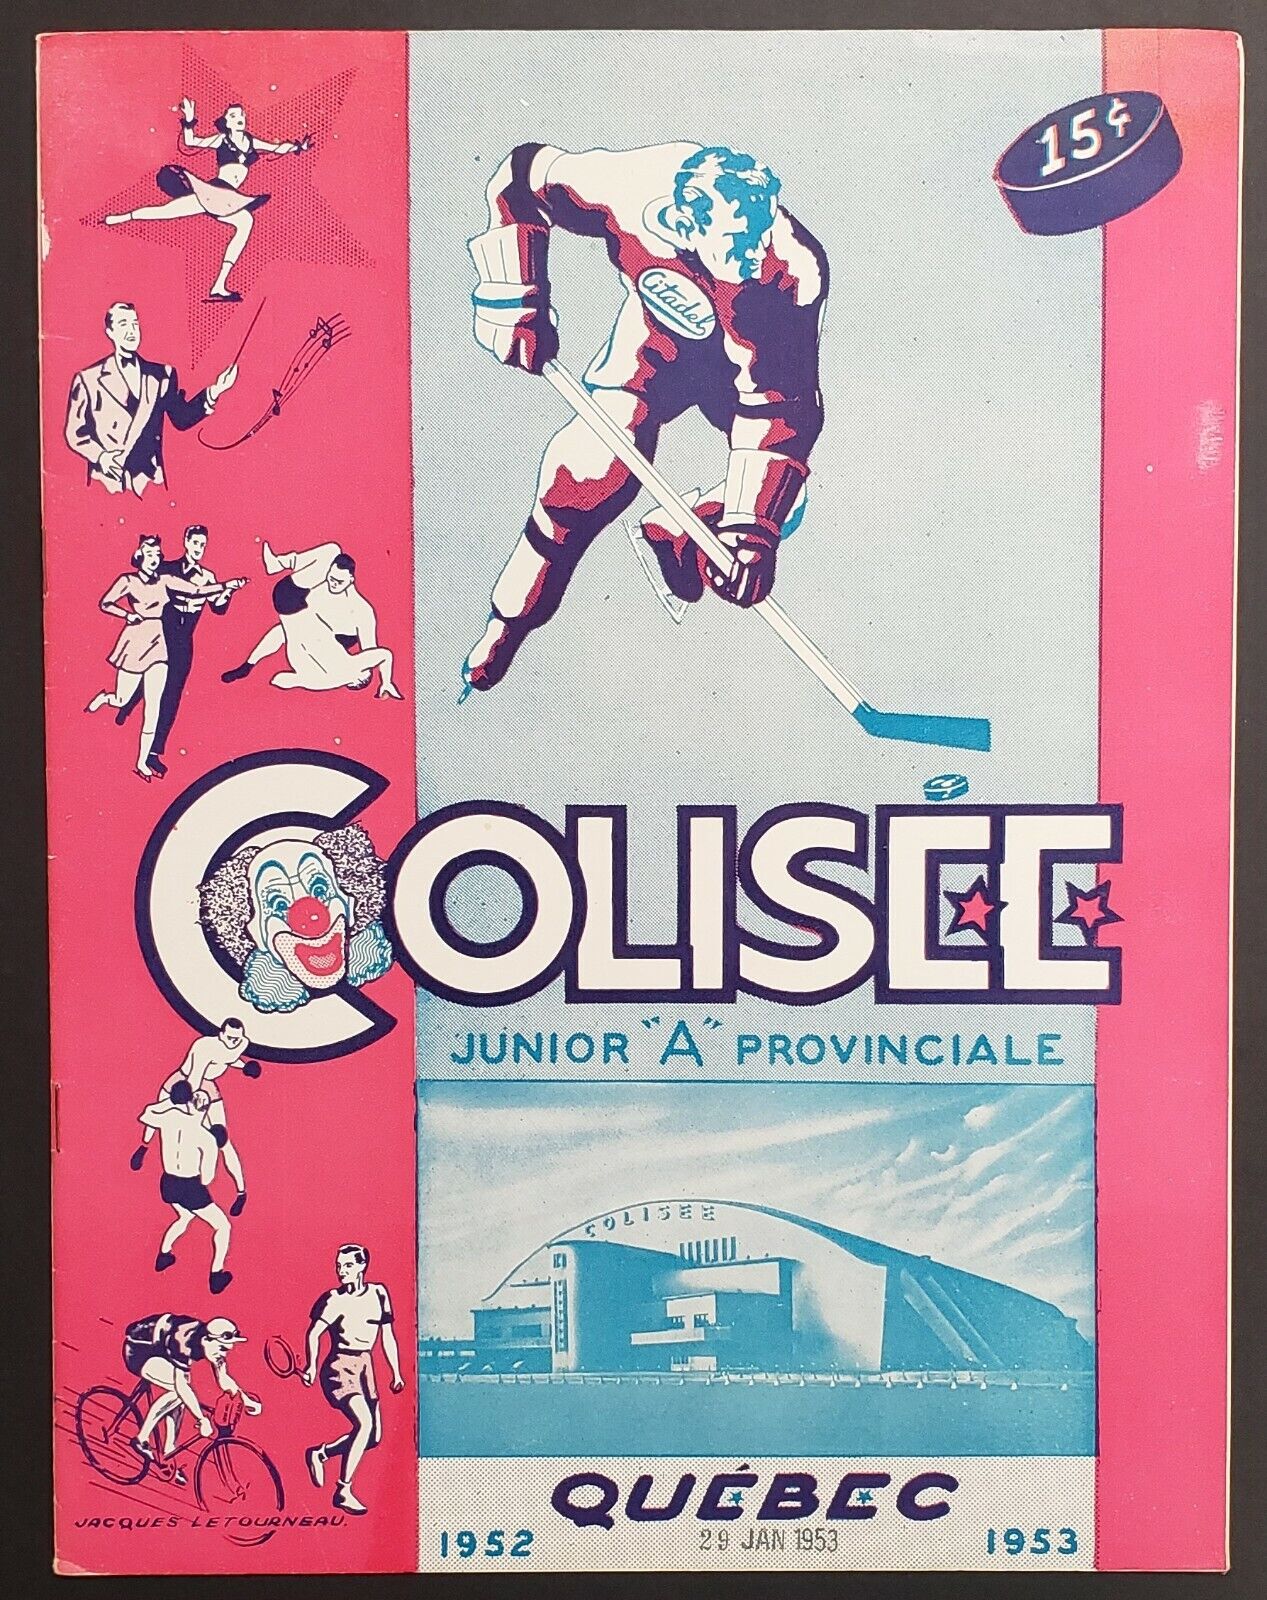 15¢
Citadel
COLISÉE
JUNIOR "A" PROVINCIALE
COLISEE
JACQUES LETOURNEAU.
QUÉBEC
1952 29 JAN 1953 1953